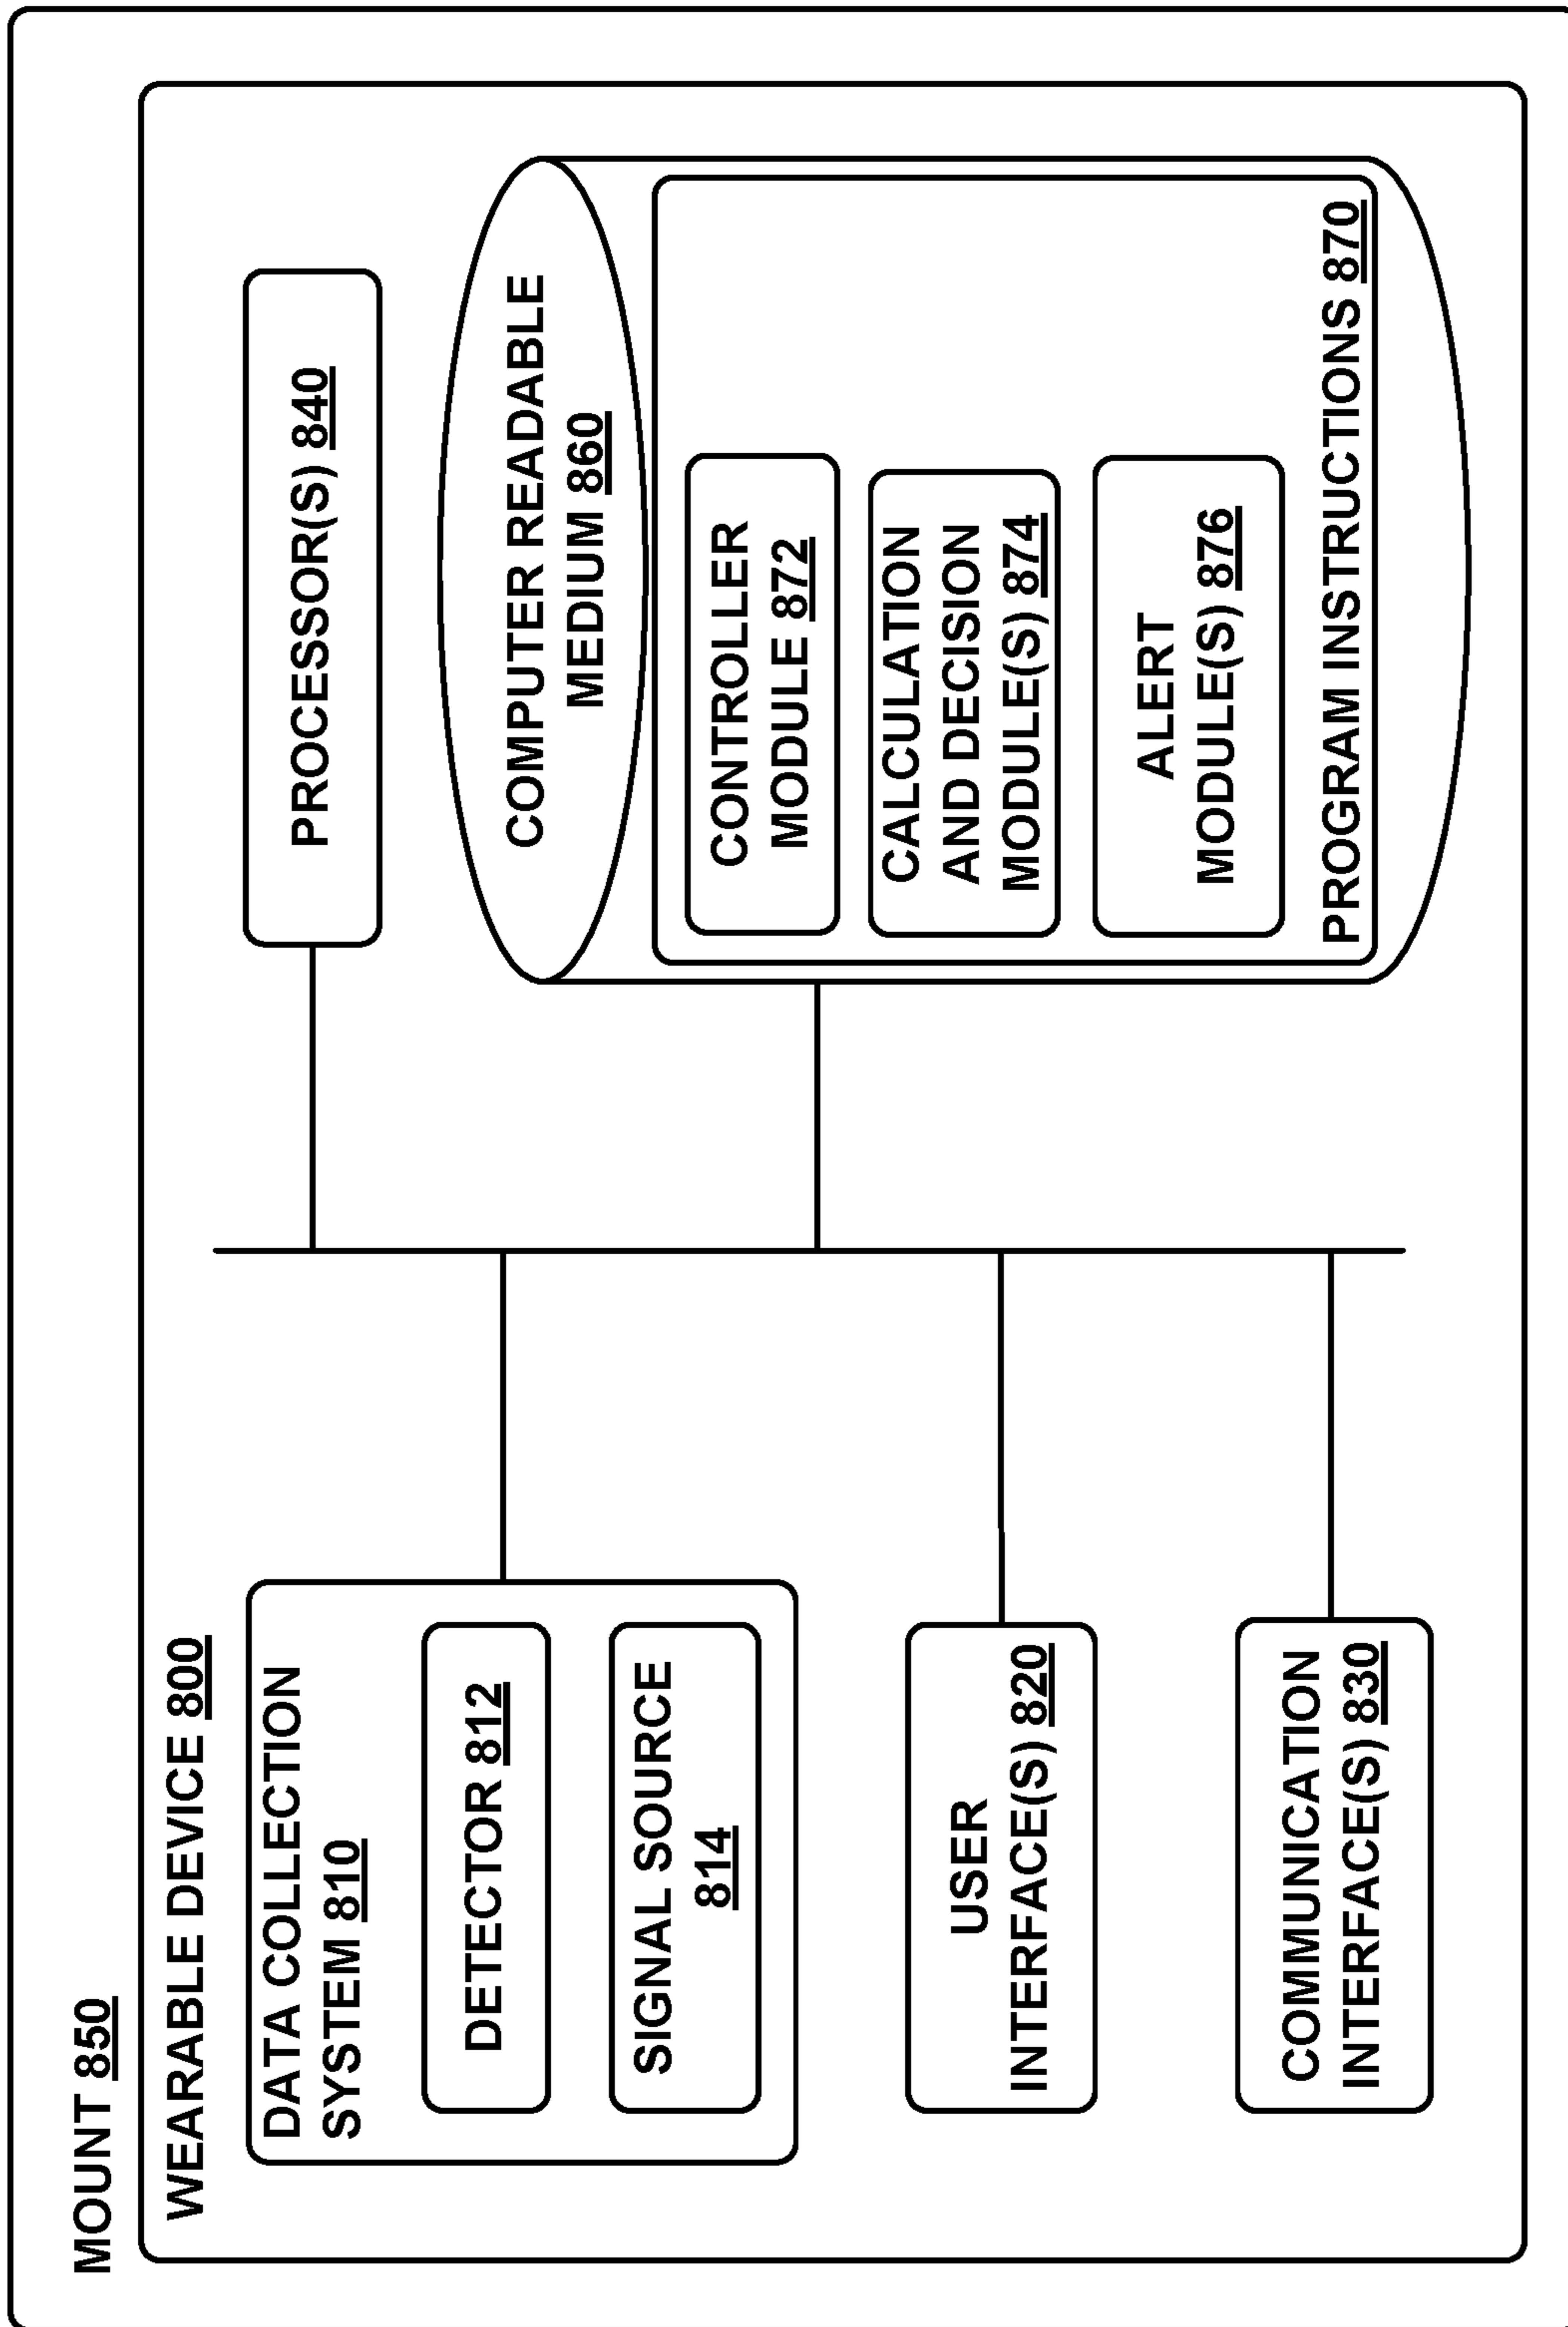 MOUNT 850
WEARABLE DEVICE 800
DATA COLLECTION
SYSTEM 810
DETECTOR 812
SIGNAL SOURCE
814
USER
INTERFACE(S) 820
COMMUNICATION
INTERFACE(S) 830
PROCESSOR(S) 840
COMPUTER READABLE
MEDIUM 860
CONTROLLER
MODULE 872
CALCULATION
AND DECISION
MODULE(S) 874
ALERT
MODULE(S) 876
PROGRAM INSTRUCTIONS 870